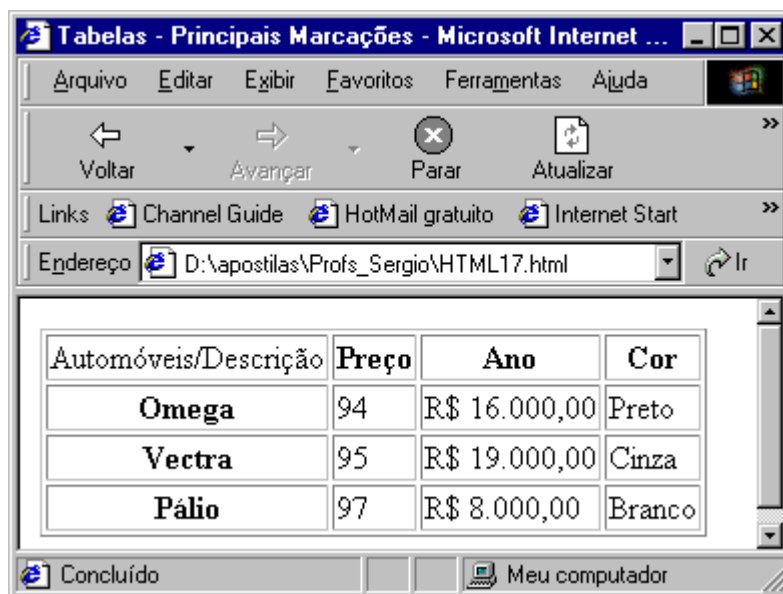 Tabelas - Principais Marcações - Microsoft Internet ...
Arquivo Editar Exibir Favoritos Ferramentas Ajuda
Voltar Avançar Parar Atualizar »
Links Channel Guide HotMail gratuito Internet Start »
Endereço D:\apostilas\Profs_Sergio\HTML17.html Ir
Automóveis/Descrição Preço Ano Cor
Omega 94 R$ 16.000,00 Preto
Vectra 95 R$ 19.000,00 Cinza
Pálio 97 R$ 8.000,00 Branco
Concluído Meu computador